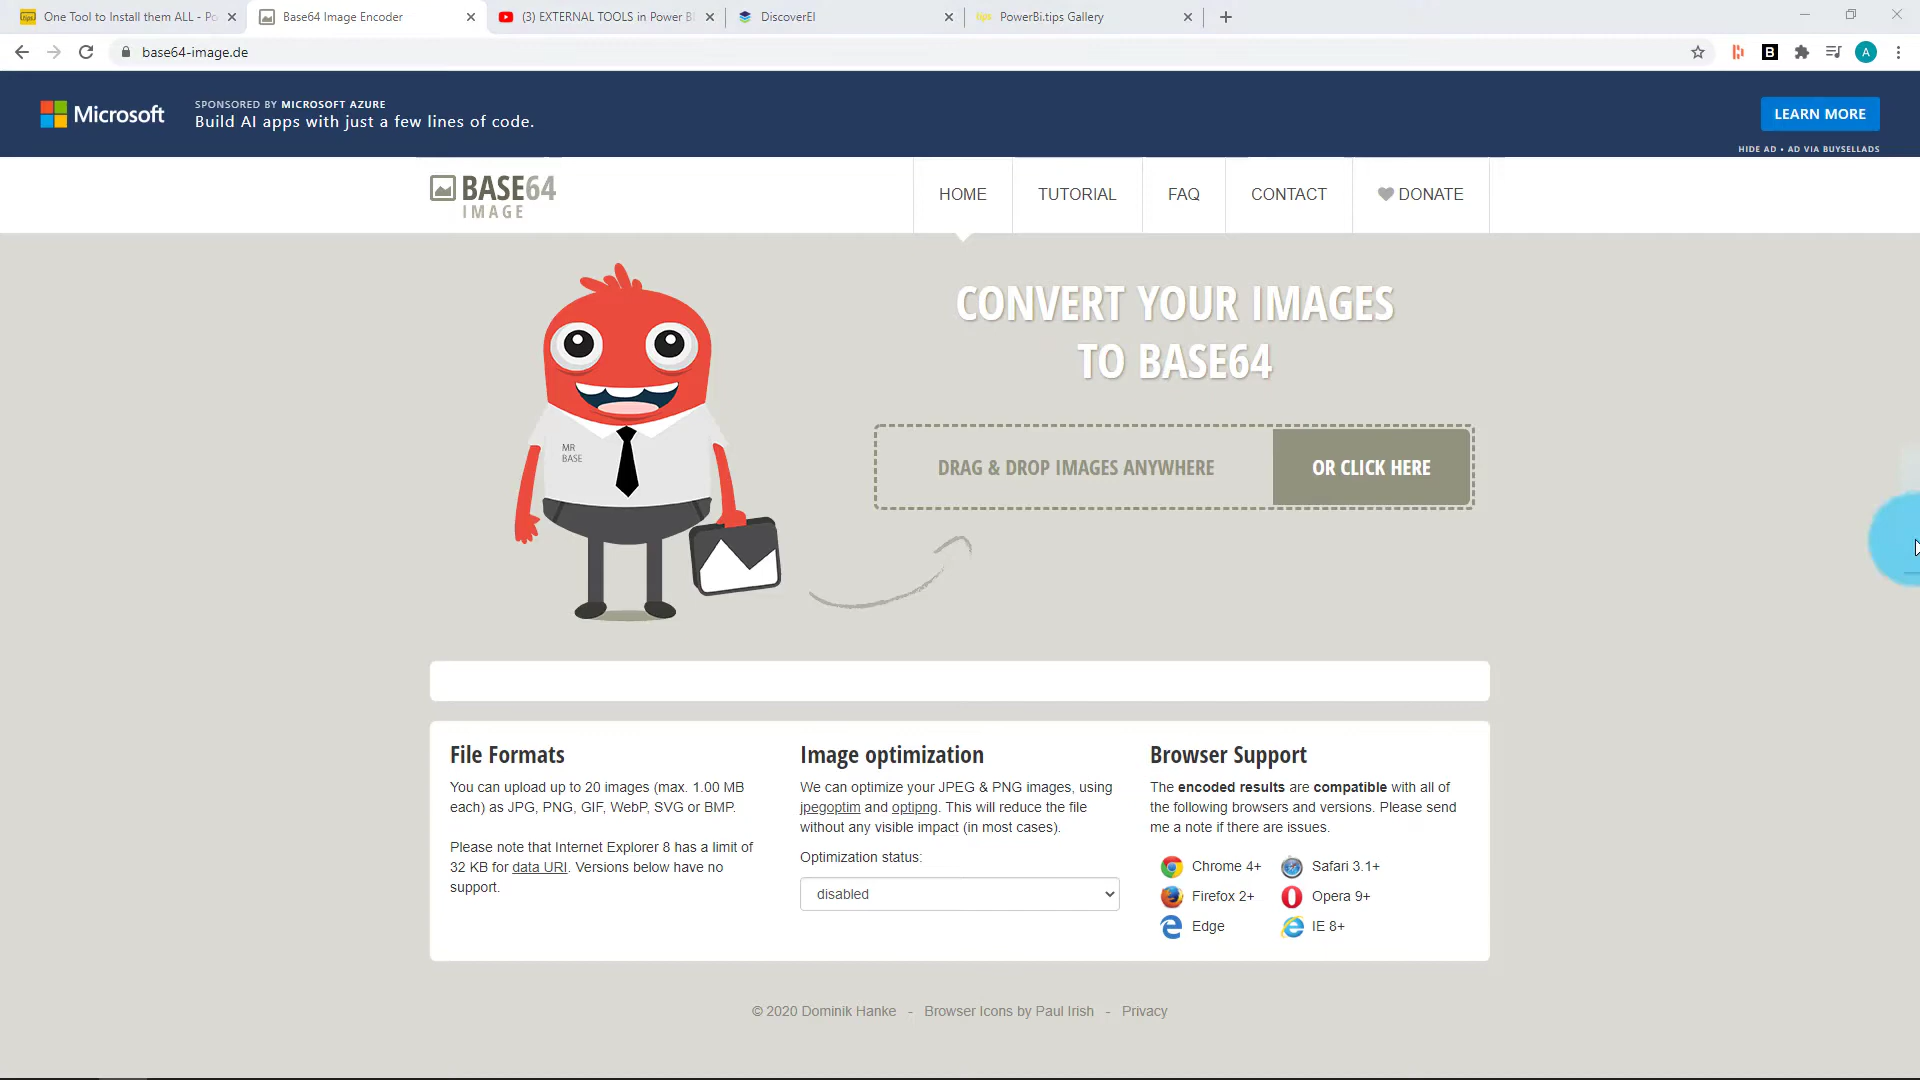 One Tool to Install them ALL - Po
Base64 Image Encoder
(3) EXTERNAL TOOLS in Power B
DiscoverEI
PowerBi.tips Gallery
base64-image.de
B
A
Microsoft
SPONSORED BY MICROSOFT AZURE
Build AI apps with just a few lines of code.
LEARN MORE
HIDE AD • AD VIA BUYSELLADS
BASE64
IMAGE
HOME
TUTORIAL
FAQ
CONTACT
DONATE
CONVERT YOUR IMAGES
TO BASE64
MR
BASE
DRAG & DROP IMAGES ANYWHERE
OR CLICK HERE
File Formats
You can upload up to 20 images (max. 1.00 MB
each) as JPG, PNG, GIF, WebP, SVG or BMP.
Please note that Internet Explorer 8 has a limit of
32 KB for data URI. Versions below have no
support.
Image optimization
We can optimize your JPEG & PNG images, using
jpegoptim and optipng. This will reduce the file
without any visible impact (in most cases).
Optimization status:
disabled
Browser Support
The encoded results are compatible with all of
the following browsers and versions. Please send
me a note if there are issues.
Chrome 4+
Safari 3.1+
Firefox 2+
Opera 9+
Edge
IE 8+
© 2020 Dominik Hanke - Browser Icons by Paul Irish - Privacy